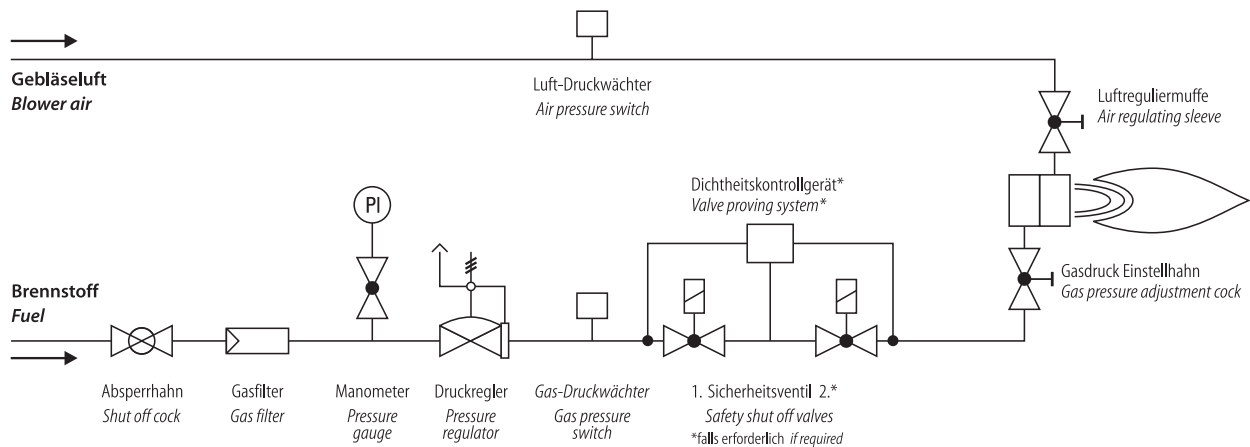 Gebläseluft
Blower air
Luft-Druckwächter
Air pressure switch
Luftreguliermuffe
Air regulating sleeve
Dichtheitskontrollgerät*
Valve proving system*
PI
Gasdruck Einstellhahn
Gas pressure adjustment cock
Brennstoff
Fuel
Absperrhahn
Shut off cock
Gasfilter
Gas filter
Manometer
Pressure
gauge
Druckregler
Pressure
regulator
Gas-Druckwächter
Gas pressure
switch
1. Sicherheitsventil 2.*
Safety shut off valves
*falls erforderlich if required